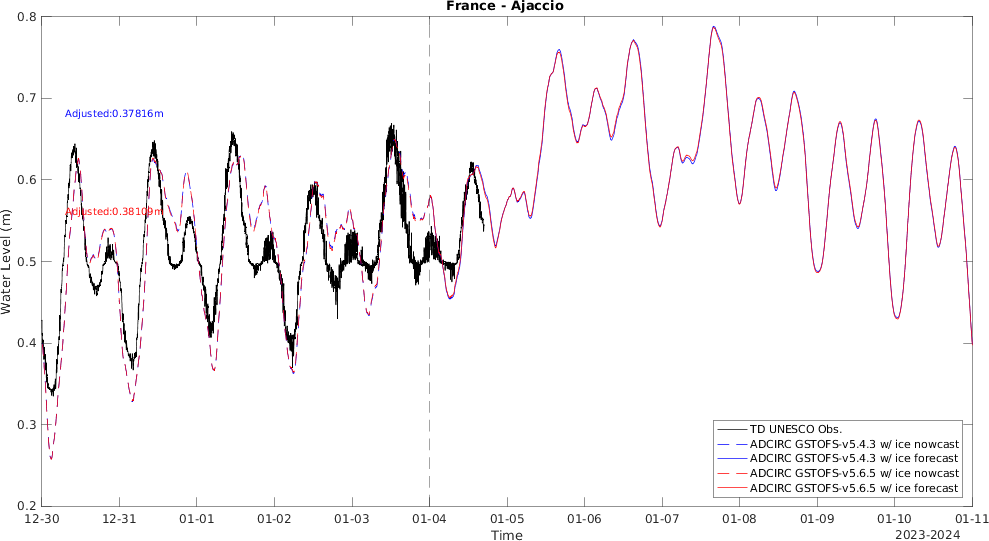 France - Ajaccio
0.8
0.7
0.6
0.5
0.4
0.3
0.2
Water Level (m)
Adjusted:0.37816m
Adjusted:0.38109m
TD UNESCO Obs.
ADCIRC GSTOFS-v5.4.3 w/ ice nowcast
ADCIRC GSTOFS-v5.4.3 w/ ice forecast
ADCIRC GSTOFS-v5.6.5 w/ ice nowcast
ADCIRC GSTOFS-v5.6.5 w/ ice forecast
12-30 12-31 01-01 01-02 01-03 01-04 01-05 01-06 01-07 01-08 01-09 01-10 01-11
Time
2023-2024